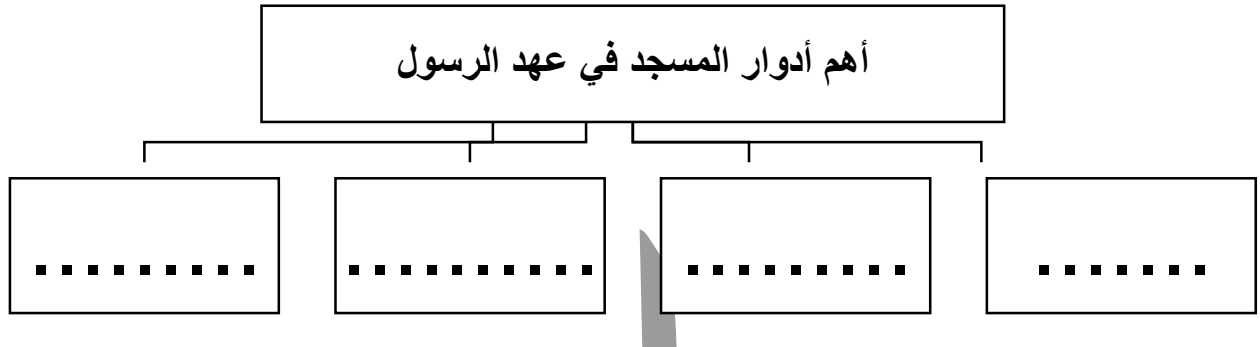 أهم أدوار المسجد في عهد الرسول
.......
.........
..........
.........